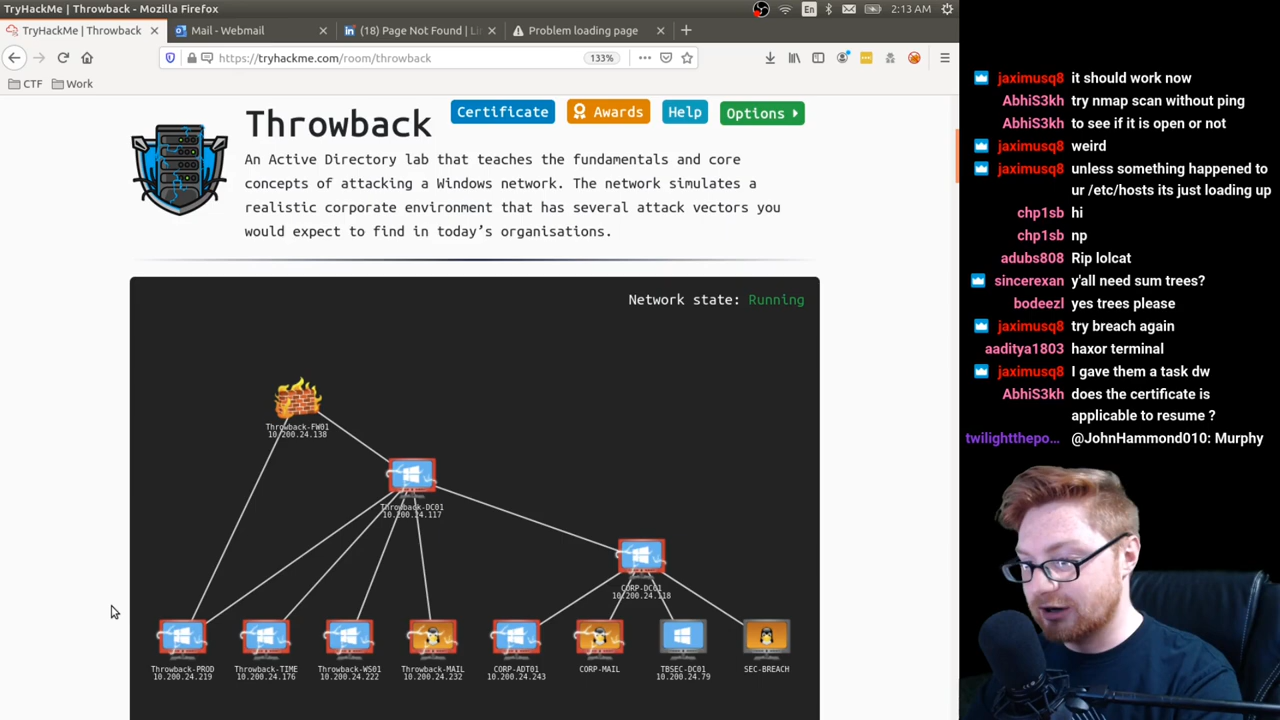 TryHackMe | Throwback - Mozilla Firefox
En
2:13 AM
TryHackMe | Throwback
Mail - Webmail
(18) Page Not Found | Li
Problem loading page
https://tryhackme.com/room/throwback
133%
CTF
Work
Throwback
Certificate
Awards
Help
Options
An Active Directory lab that teaches the fundamentals and core
concepts of attacking a Windows network. The network simulates a
realistic corporate environment that has several attack vectors you
would expect to find in today's organisations.
Network state: Running
Throwback-FW01
10.200.24.138
Throwback-DC01
10.200.24.117
CORP-DC01
10.200.24.118
Throwback-PROD
10.200.24.219
Throwback-TIME
10.200.24.176
Throwback-WS01
10.200.24.222
Throwback-MAIL
10.200.24.232
CORP-ADT01
10.200.24.243
CORP-MAIL
TBSEC-DC01
10.200.24.79
SEC-BREACH
jaximusq8 it should work now
AbhiS3kh try nmap scan without ping
AbhiS3kh to see if it is open or not
jaximusq8 weird
jaximusq8 unless something happened to
ur /etc/hosts its just loading up
chp1sb hi
chp1sb np
adubs808 Rip lolcat
sincerexan y'all need sum trees?
bodeezl yes trees please
jaximusq8 try breach again
aaditya1803 haxor terminal
jaximusq8 I gave them a task dw
AbhiS3kh does the certificate is
applicable to resume ?
twilightthepo… @JohnHammond010: Murphy